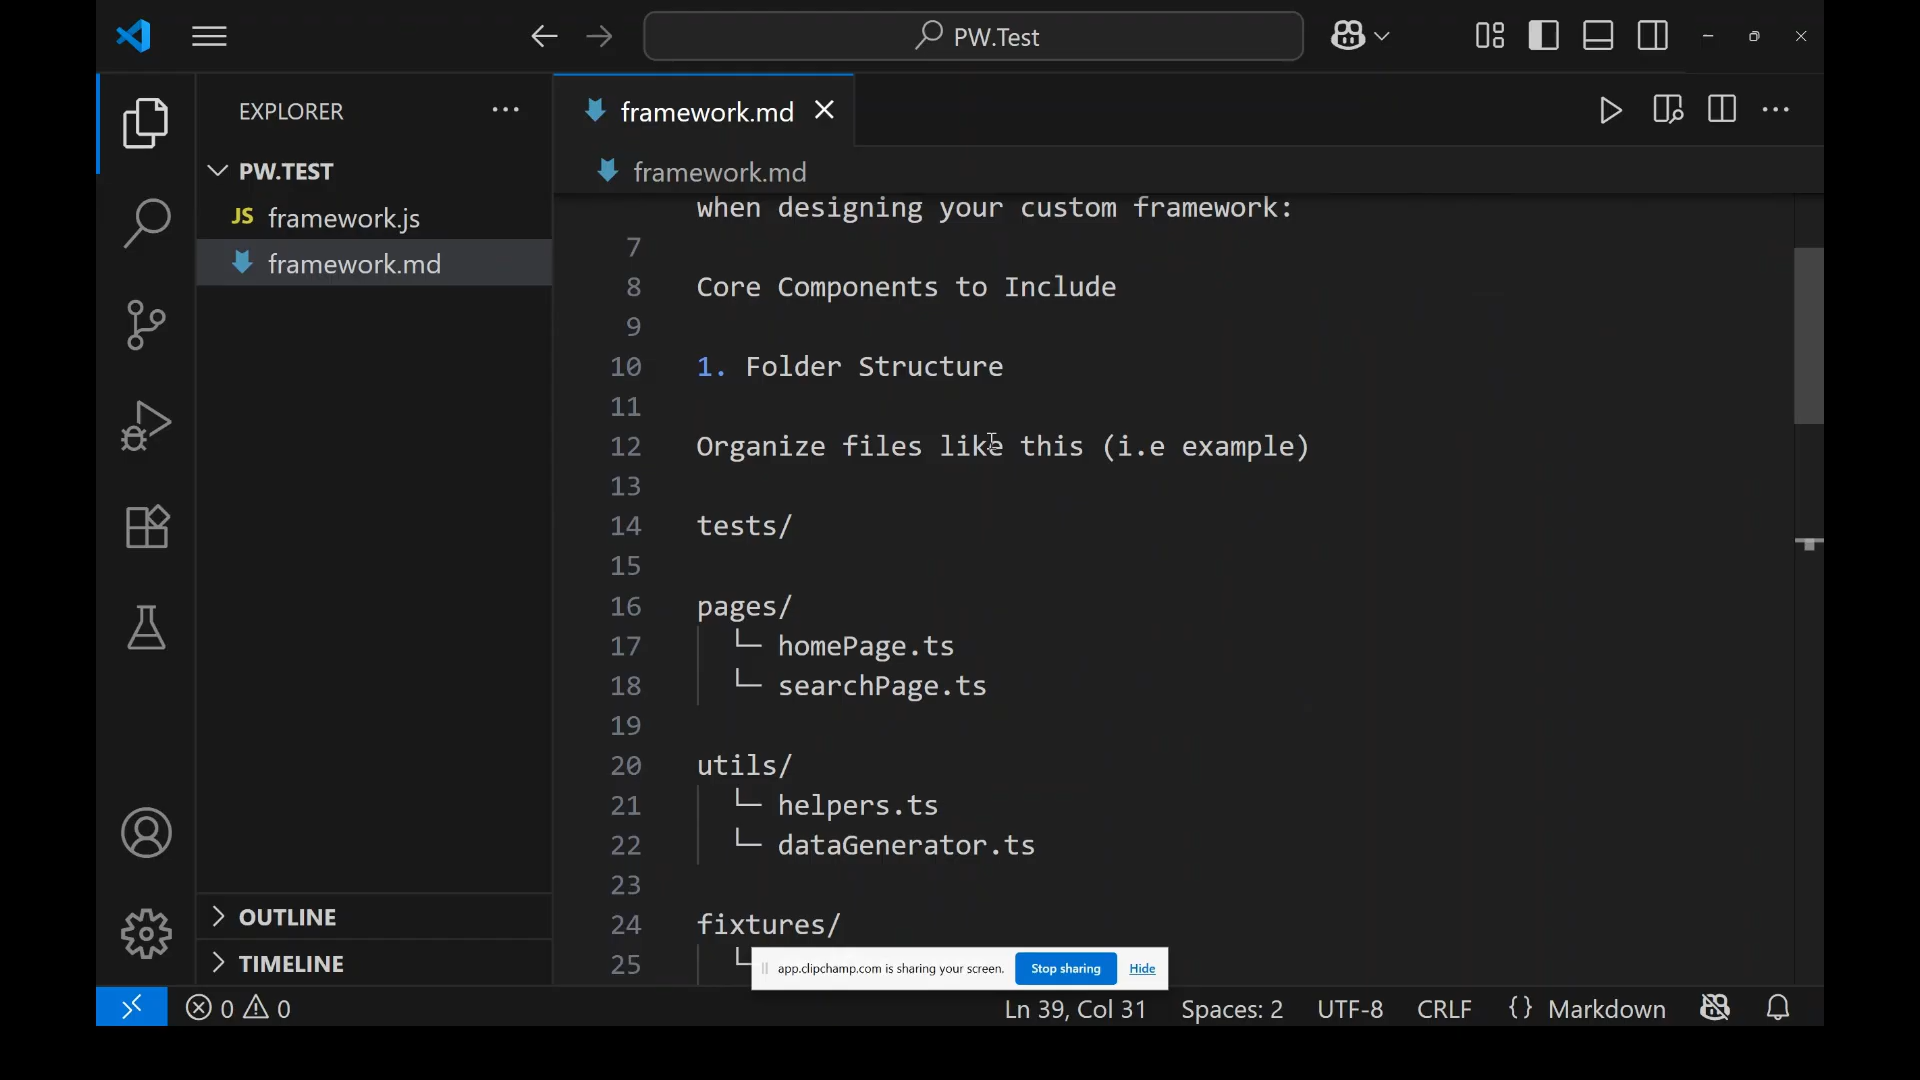 PW.Test
EXPLORER
PW.TEST
JS framework.js
framework.md
OUTLINE
TIMELINE
framework.md
framework.md
when designing your custom framework:
7
8 Core Components to Include
9
10 1. Folder Structure
11
12 Organize files like this (i.e example)
13
14 tests/
15
16 pages/
17 └─ homePage.ts
18 └─ searchPage.ts
19
20 utils/
21 └─ helpers.ts
22 └─ dataGenerator.ts
23
24 fixtures/
25 └─
app.clipchamp.com is sharing your screen. Stop sharing Hide
0 0 Ln 39, Col 31 Spaces: 2 UTF-8 CRLF {} Markdown